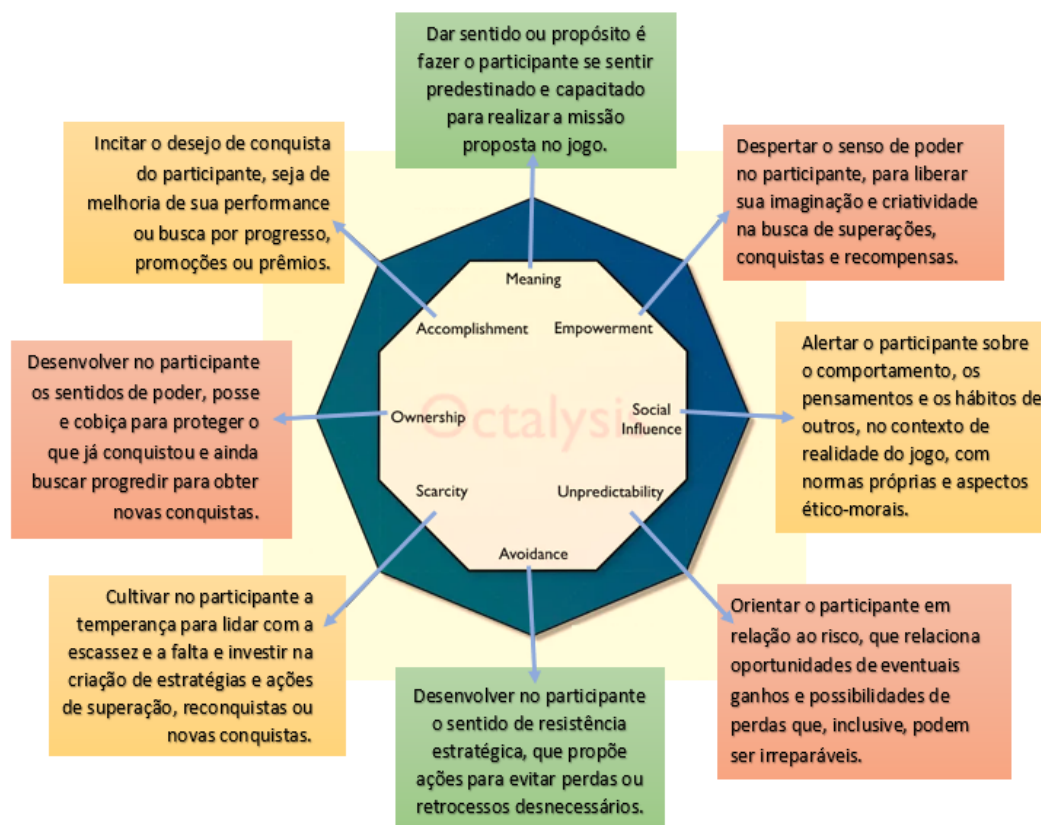 Dar sentido ou propósito é
fazer o participante se sentir
predestinado e capacitado
para realizar a missão
proposta no jogo.
Incitar o desejo de conquista
do participante, seja de
melhoria de sua performance
ou busca por progresso,
promoções ou prêmios.
Despertar o senso de poder
no participante, para liberar
sua imaginação e criatividade
na busca de superações,
conquistas e recompensas.
Meaning
Accomplishment
Empowerment
Desenvolver no participante
os sentidos de poder, posse
e cobiça para proteger o
que já conquistou e ainda
buscar progredir para obter
novas conquistas.
Ownership
Octalysis
Social
Influence
Alertar o participante sobre
o comportamento, os
pensamentos e os hábitos de
outros, no contexto de
realidade do jogo, com
normas próprias e aspectos
ético-morais.
Scarcity
Unpredictability
Avoidance
Cultivar no participante a
temperança para lidar com a
escassez e a falta e investir na
criação de estratégias e ações
de superação, reconquistas ou
novas conquistas.
Desenvolver no participante
o sentido de resistência
estratégica, que propõe
ações para evitar perdas ou
retrocessos desnecessários.
Orientar o participante em
relação ao risco, que relaciona
oportunidades de eventuais
ganhos e possibilidades de
perdas que, inclusive, podem
ser irreparáveis.